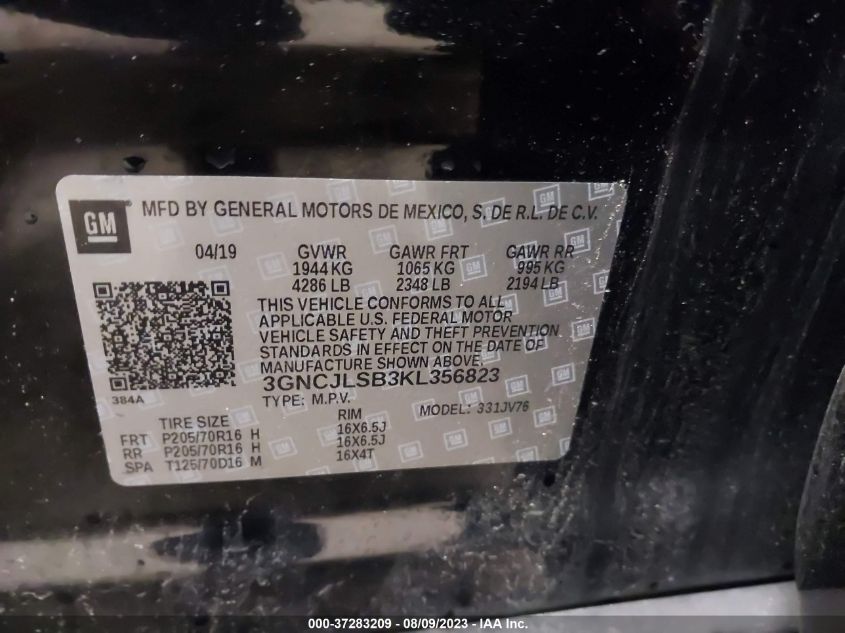 GM MFD BY GENERAL MOTORS DE MEXICO, S. DE R.L. DE C.V.
04/19 GVWR GAWR FRT GAWR RR
1944 KG 1065 KG 995 KG
4286 LB 2348 LB 2194 LB
THIS VEHICLE CONFORMS TO ALL
APPLICABLE U.S. FEDERAL MOTOR
VEHICLE SAFETY AND THEFT PREVENTION
STANDARDS IN EFFECT ON THE DATE OF
MANUFACTURE SHOWN ABOVE.
3GNCJLSB3KL356823
384A TYPE: M.P.V. MODEL: 331JV76
TIRE SIZE RIM
FRT P205/70R16 H 16X6.5J
RR P205/70R16 H 16X6.5J
SPA T125/70D16 M 16X4T
000-37283209 - 08/09/2023 - IAA Inc.